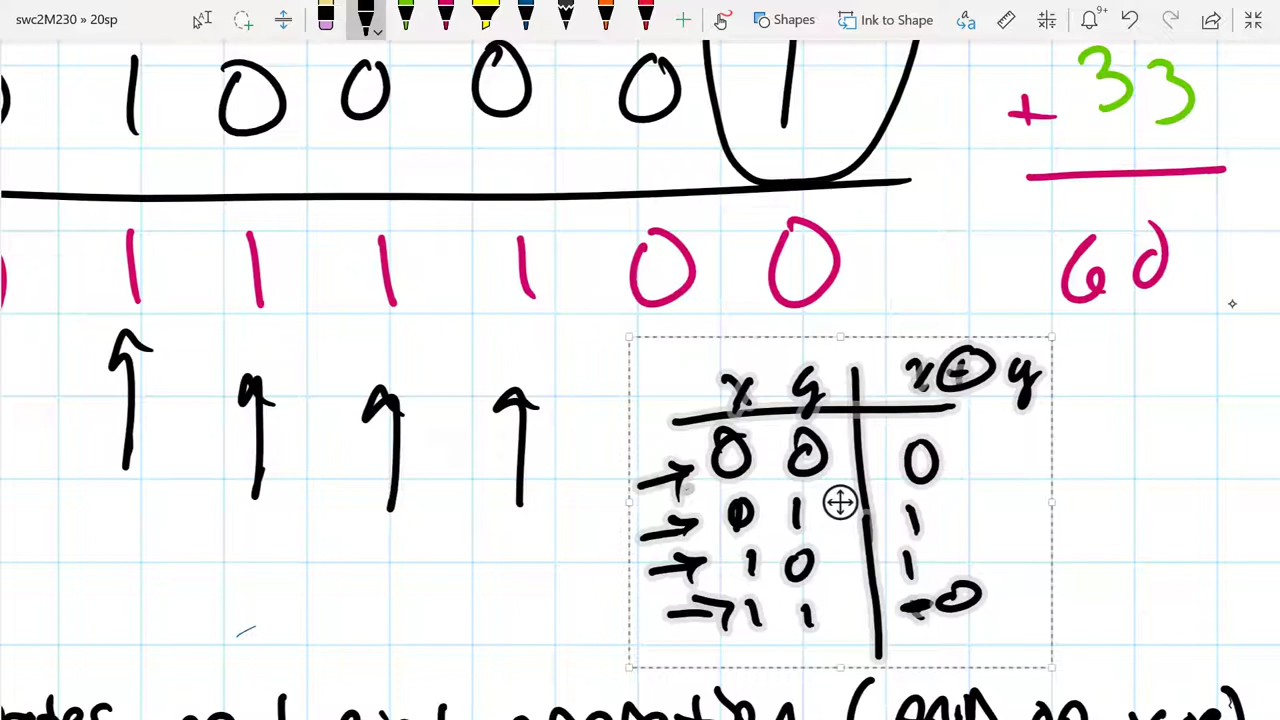 swc2M230 » 20sp Shapes Ink to Shape 9+
1 0 0 0 0 1 + 33
1 1 1 1 0 0 60
x y x ⊕ y
0 0 0
0 1 1
1 0 1
1 1 0